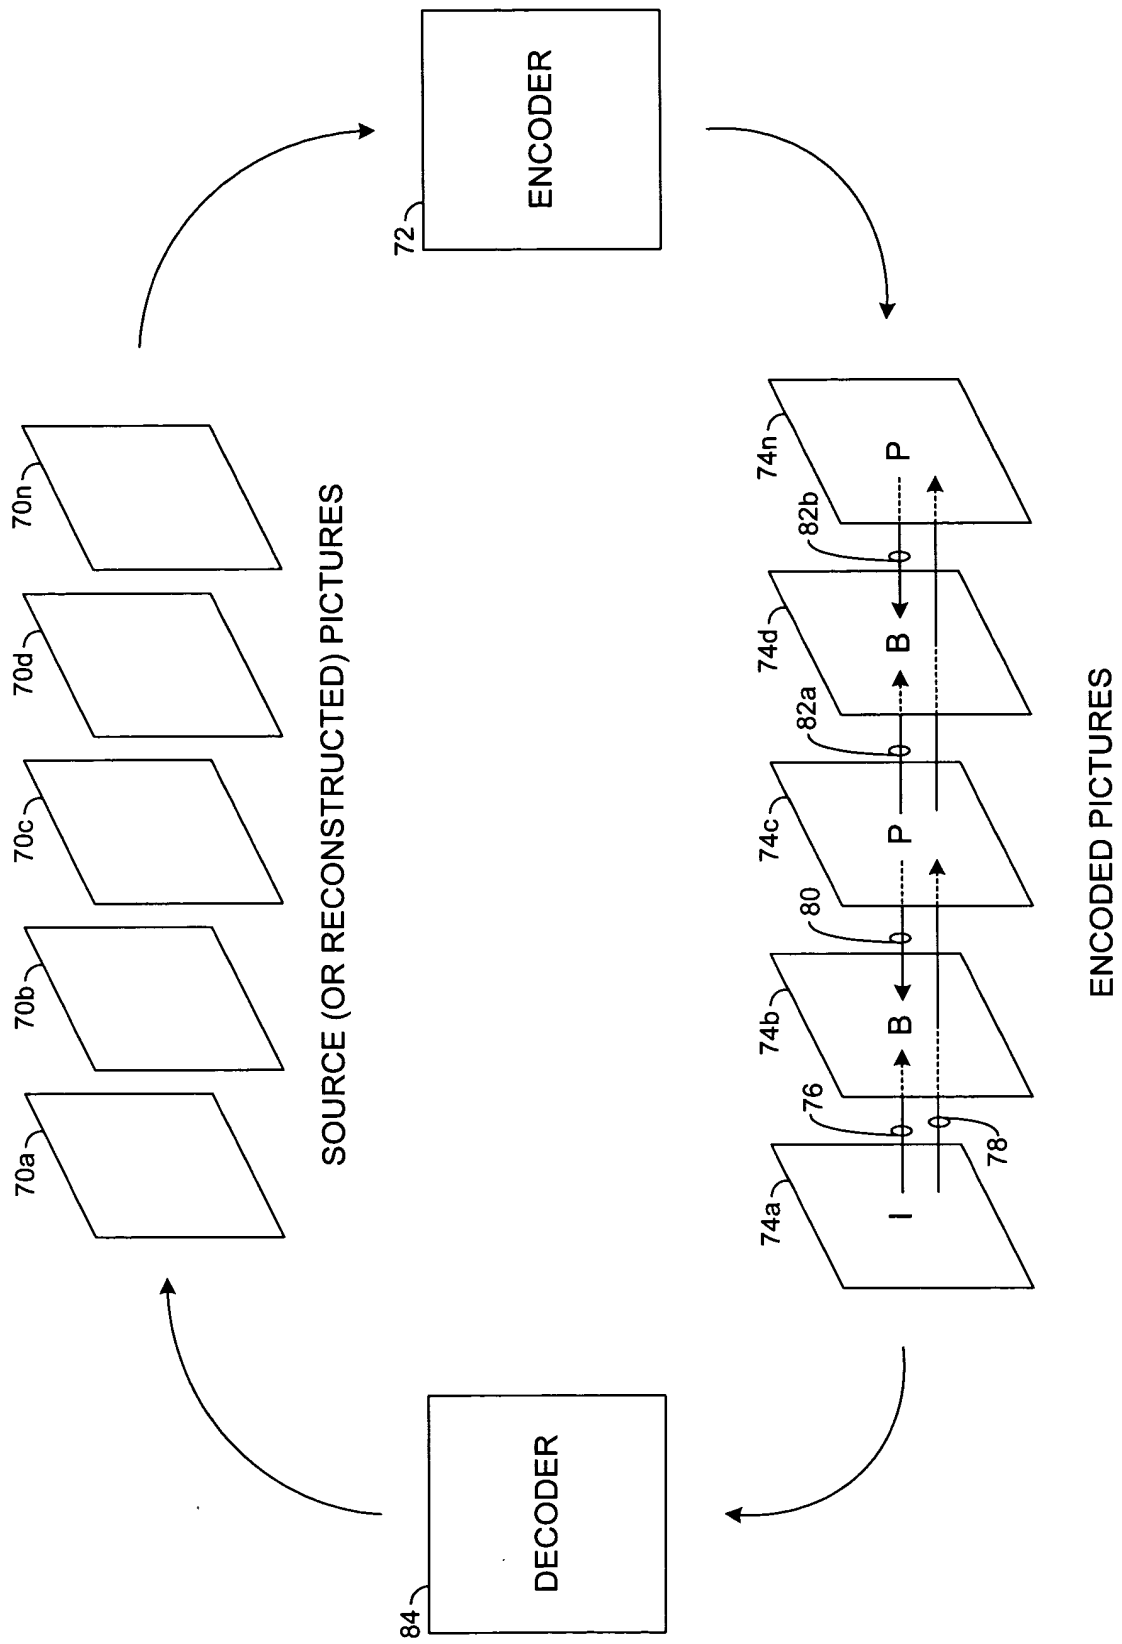 70a
70b
70c
70d
70n
SOURCE (OR RECONSTRUCTED) PICTURES
84
DECODER
72
ENCODER
74a
76
74b
80
74c
82a
74d
82b
74n
I
B
P
B
P
78
ENCODED PICTURES